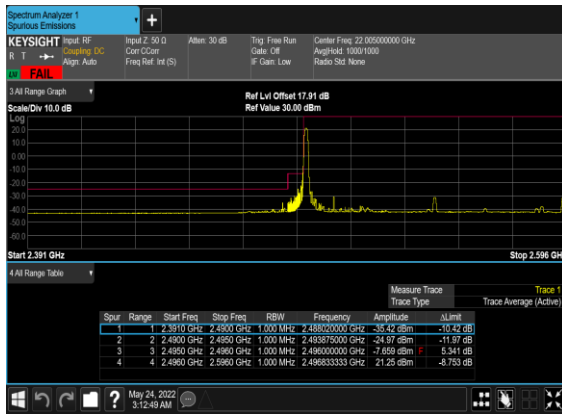 Spectrum Analyzer 1
Spurious Emissions
KEYSIGHT Input: RF Input Z: 50 Ω Atten: 30 dB Trig: Free Run Center Freq: 22.005000000 GHz
R T Coupling: DC Corr CCorr Gate: Off Avg|Hold: 1000/1000
Align: Auto Freq Ref: Int (S) IF Gain: Low Radio Std: None
FAIL
3 All Range Graph
Ref Lvl Offset 17.91 dB
Scale/Div 10.0 dB Ref Value 30.00 dBm
Log
20.0
10.0
0.00
-10.0
-20.0
-30.0
-40.0
-50.0
-60.0
Start 2.391 GHz Stop 2.596 GHz
4 All Range Table
Measure Trace Trace 1
Trace Type Trace Average (Active)
Spur Range Start Freq Stop Freq RBW Frequency Amplitude ΔLimit
1 1 2.3910 GHz 2.4900 GHz 1.000 MHz 2.488020000 GHz -35.42 dBm -10.42 dB
2 2 2.4900 GHz 2.4950 GHz 1.000 MHz 2.493875000 GHz -24.97 dBm -11.97 dB
3 3 2.4950 GHz 2.4960 GHz 1.000 MHz 2.496000000 GHz -7.659 dBm F 5.341 dB
4 4 2.4960 GHz 2.5960 GHz 1.000 MHz 2.496833333 GHz 21.25 dBm -8.753 dB
? May 24, 2022
3:12:49 AM